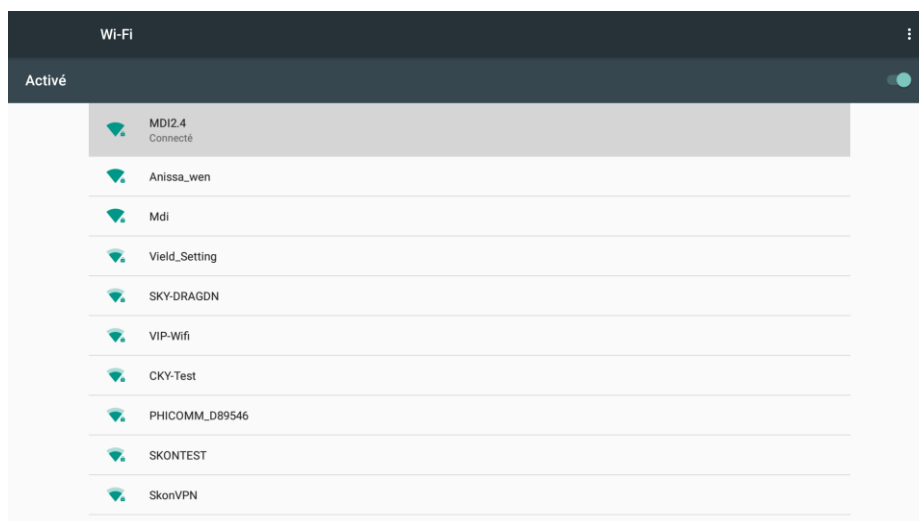 Wi-Fi
Activé
MDI2.4
Connecté
Anissa_wen
Mdi
Vield_Setting
SKY-DRAGDN
VIP-Wifi
CKY-Test
PHICOMM_D89546
SKONTEST
SkonVPN